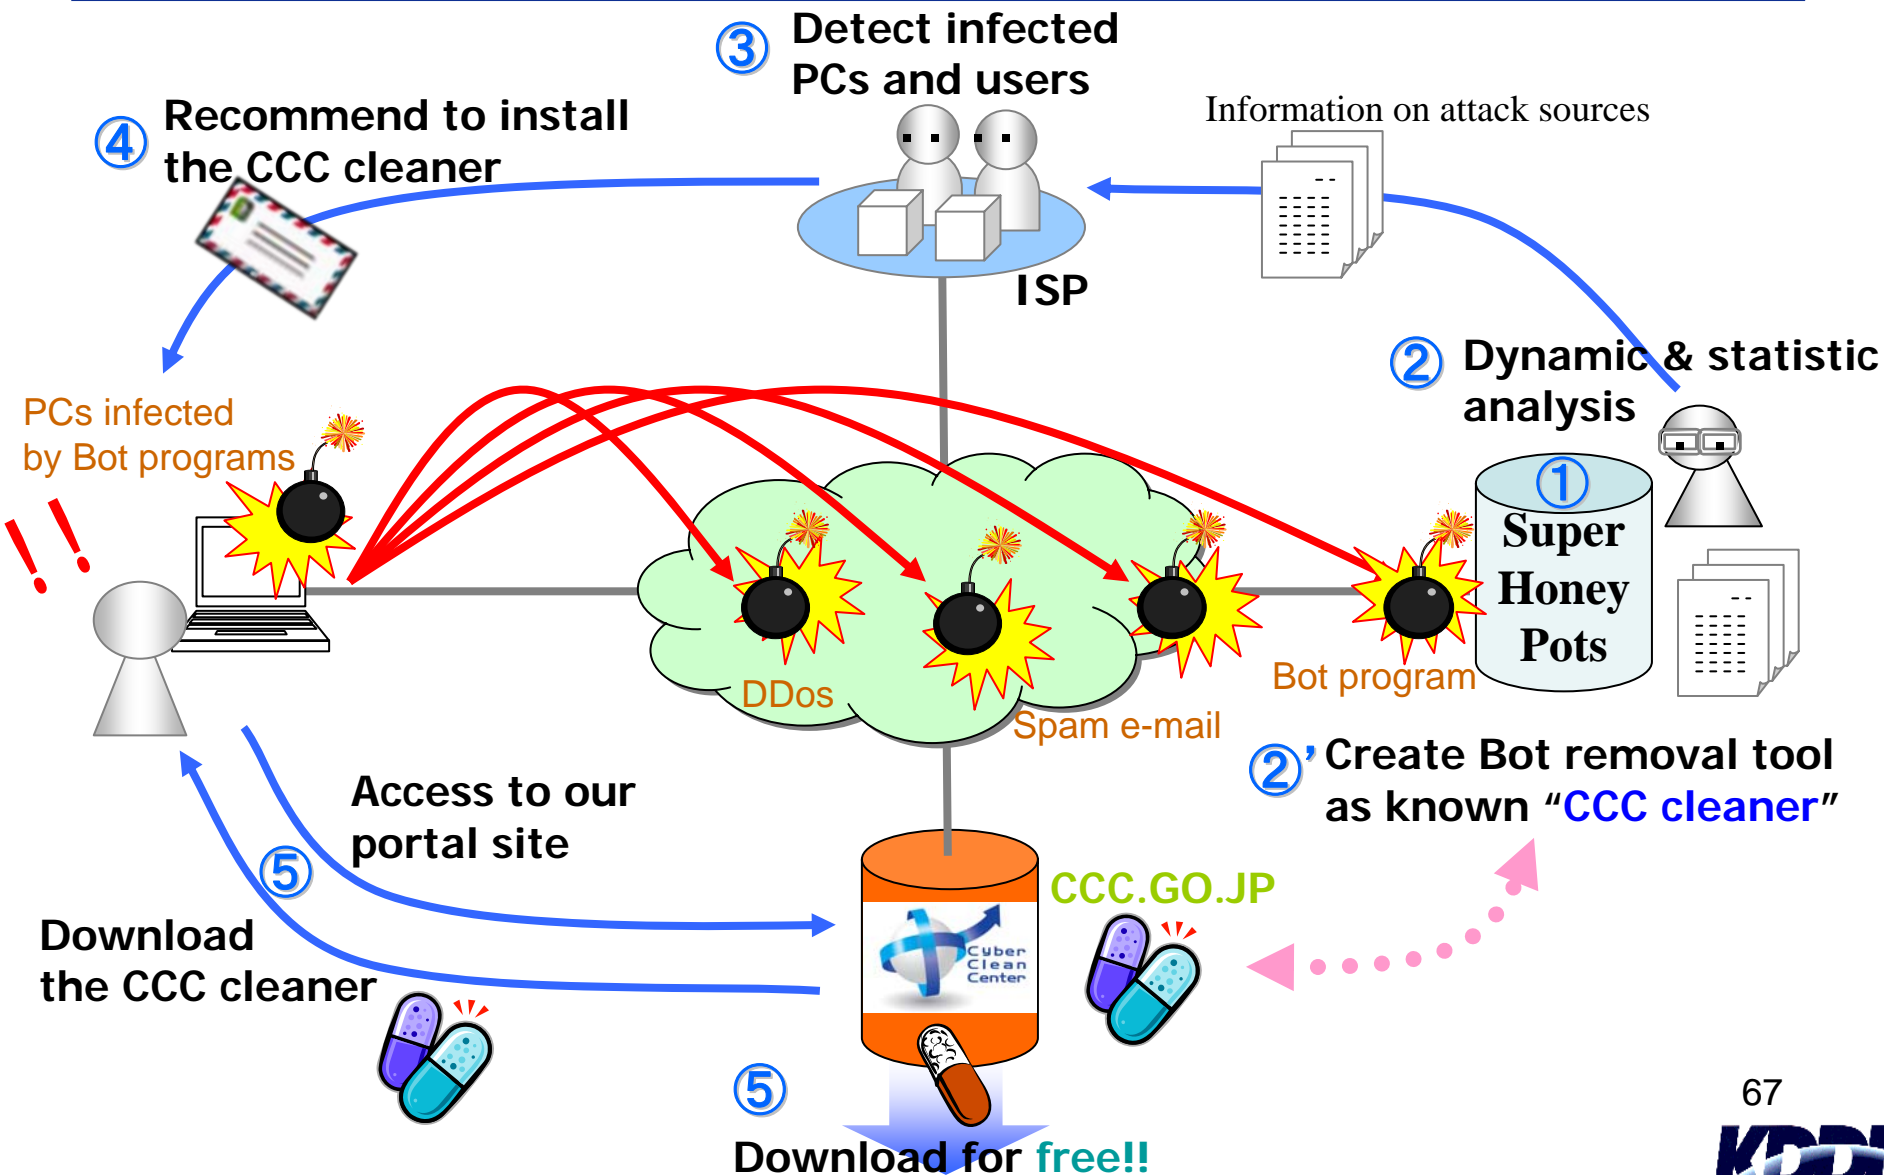 ③
Detect infected
PCs and users
④
Recommend to install
the CCC cleaner
Information on attack sources
ISP
②
Dynamic & statistic
analysis
PCs infected
by Bot programs
!!
①
Super
Honey
Pots
DDos
Spam e-mail
Bot program
②’
Create Bot removal tool
as known “CCC cleaner”
Access to our
portal site
⑤
Download
the CCC cleaner
CCC.GO.JP
Cyber
Clean
Center
⑤
Download for free!!
67
KDDI